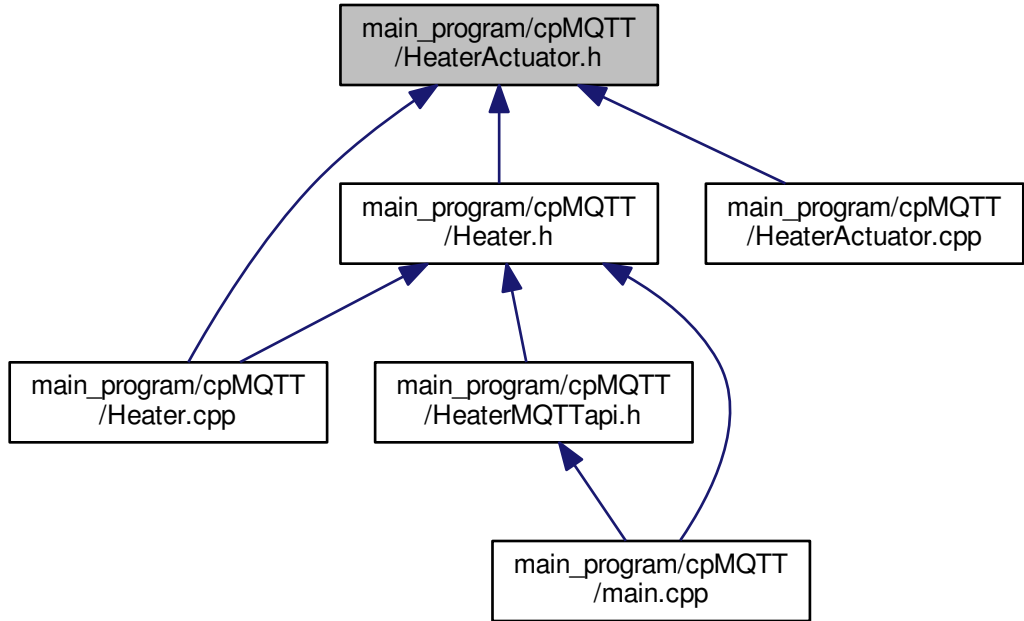 main_program/cpMQTT
/HeaterActuator.h
main_program/cpMQTT
/Heater.h
main_program/cpMQTT
/HeaterActuator.cpp
main_program/cpMQTT
/Heater.cpp
main_program/cpMQTT
/HeaterMQTTapi.h
main_program/cpMQTT
/main.cpp